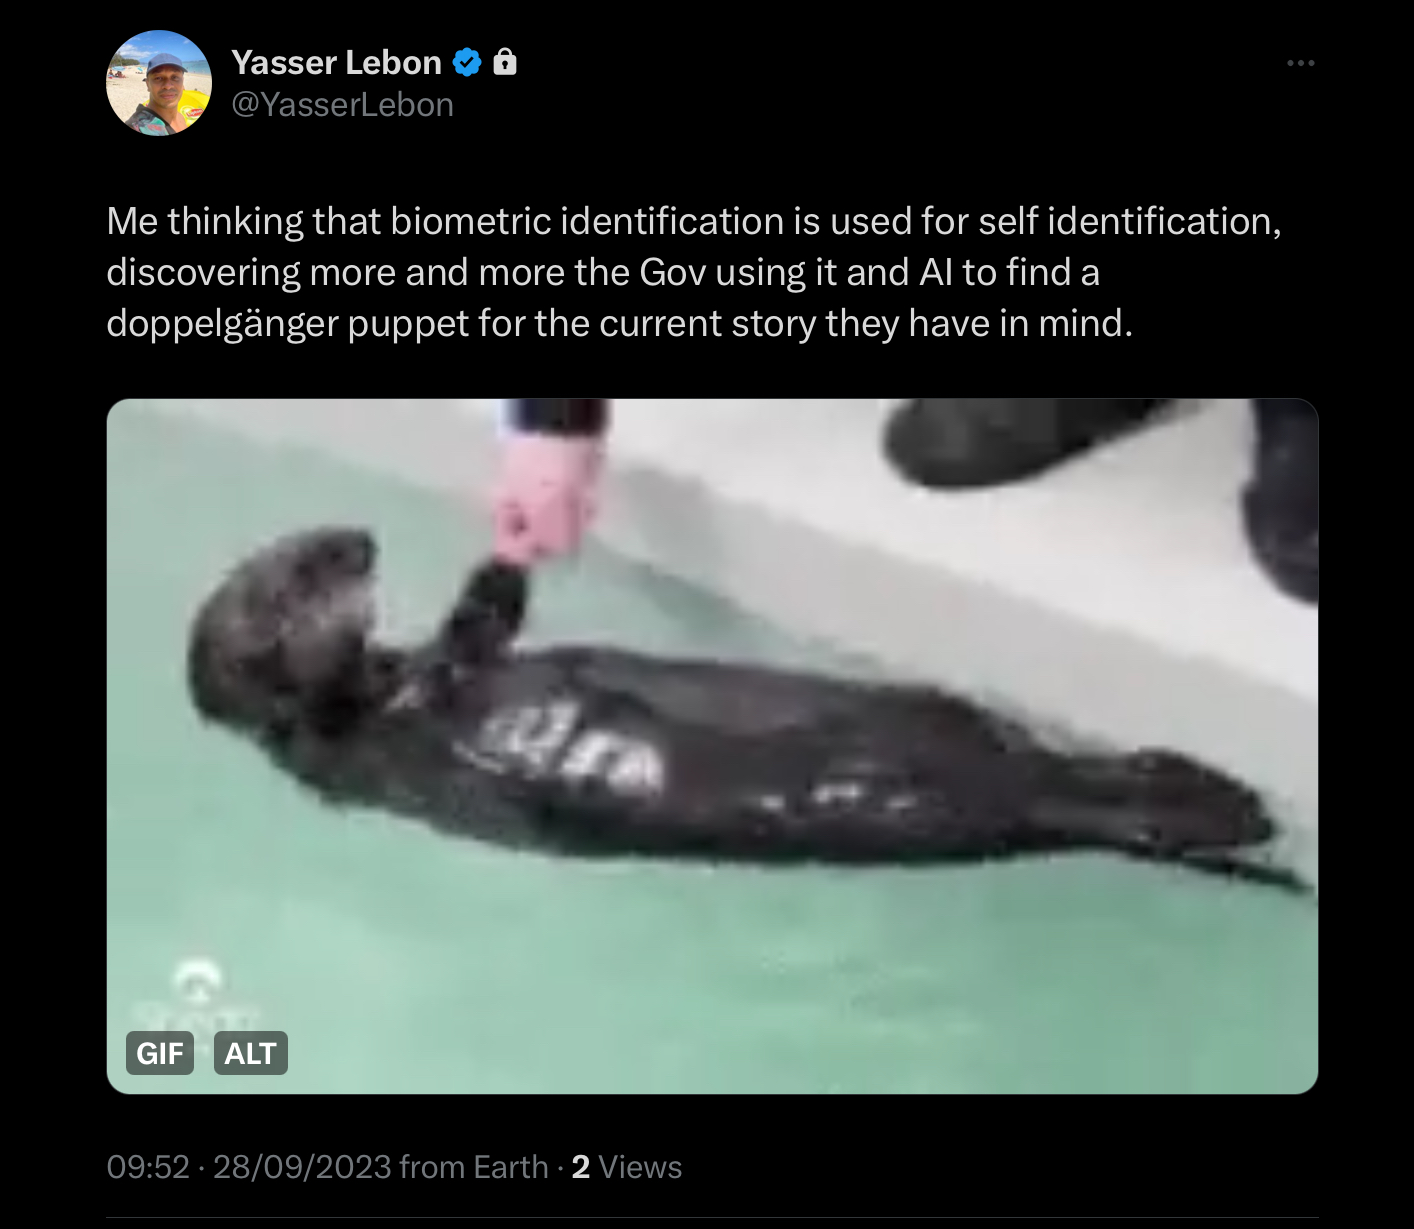 Yasser Lebon
@YasserLebon
Me thinking that biometric identification is used for self identification,
discovering more and more the Gov using it and AI to find a
doppelgänger puppet for the current story they have in mind.
GIF ALT
09:52 · 28/09/2023 from Earth · 2 Views